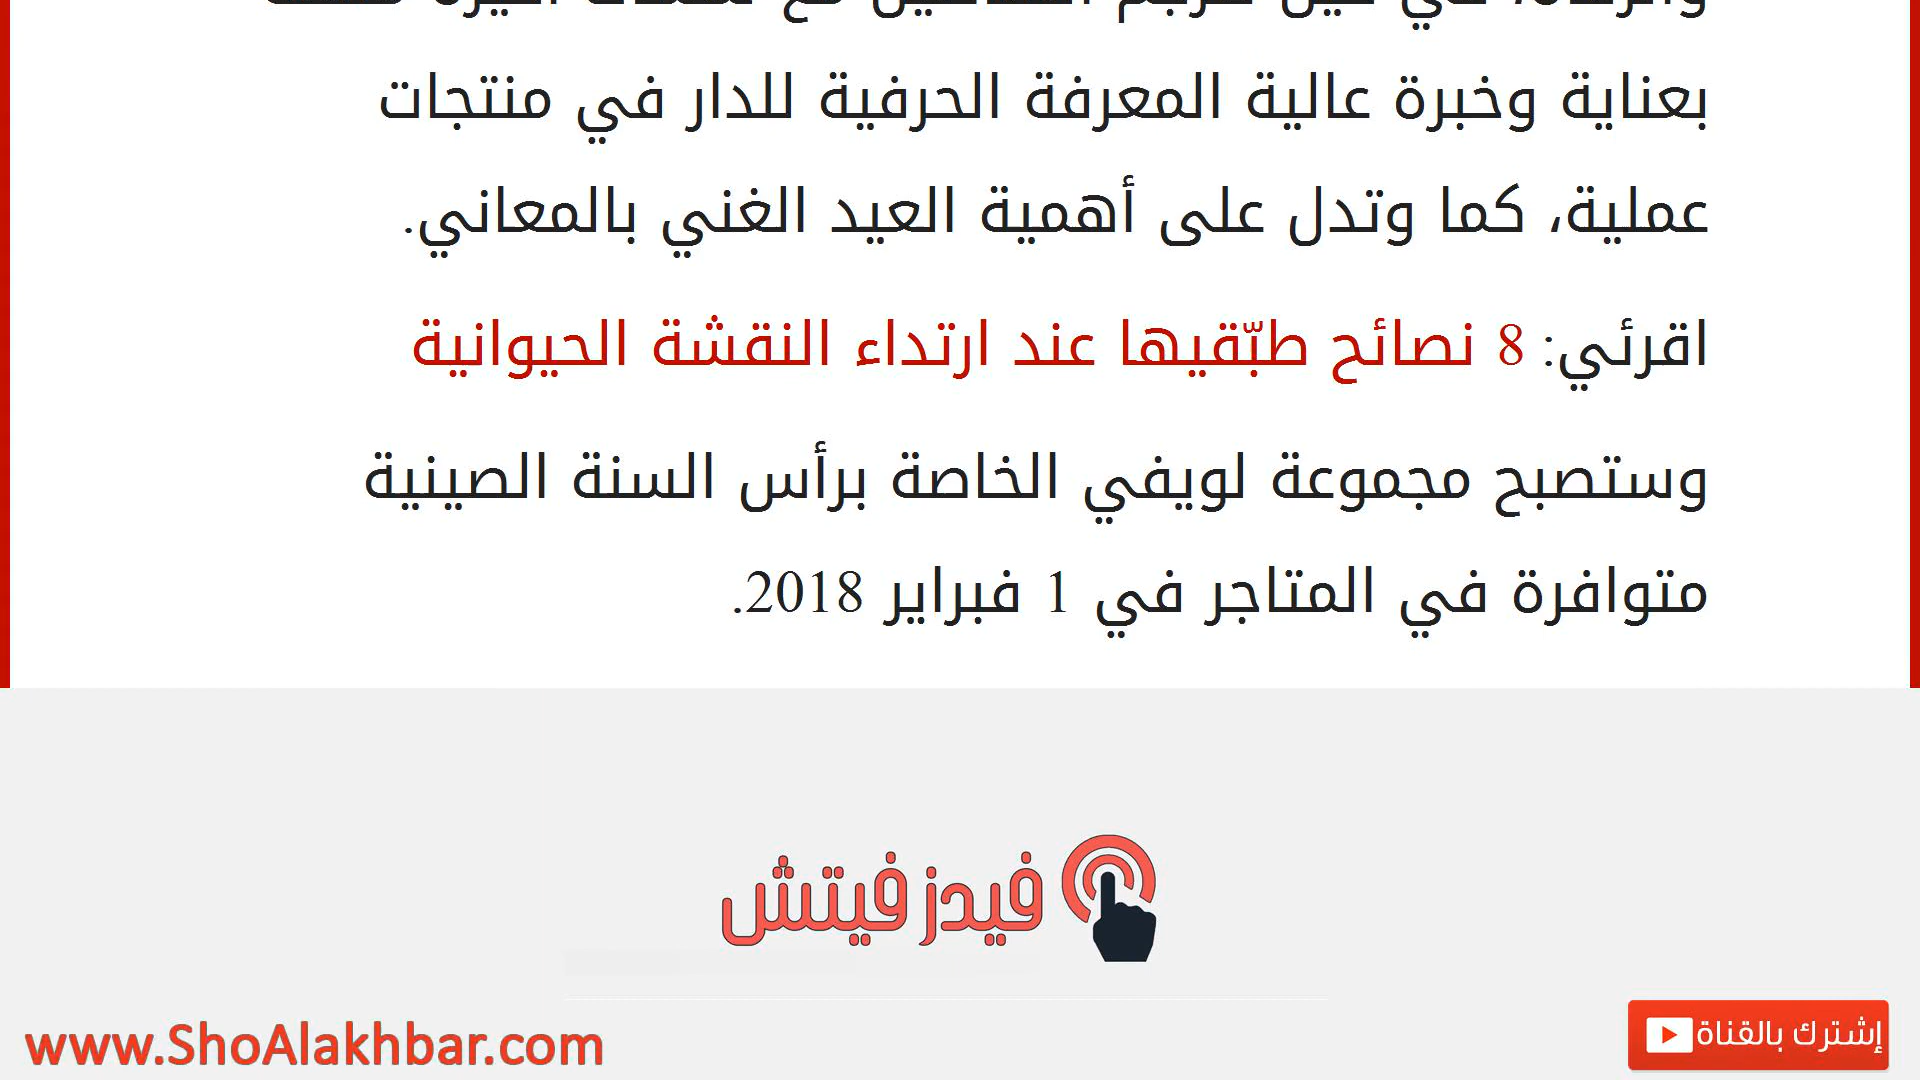 بعناية وخبرة عالية المعرفة الحرفية للدار في منتجات
عملية، كما وتدل على أهمية العيد الغني بالمعاني.
اقرئي: 8 نصائح طبّقيها عند ارتداء النقشة الحيوانية
وستصبح مجموعة لويفي الخاصة برأس السنة الصينية
متوافرة في المتاجر في 1 فبراير 2018.
فيدز فيتش
www.ShoAlakhbar.com
إشترك بالقناة